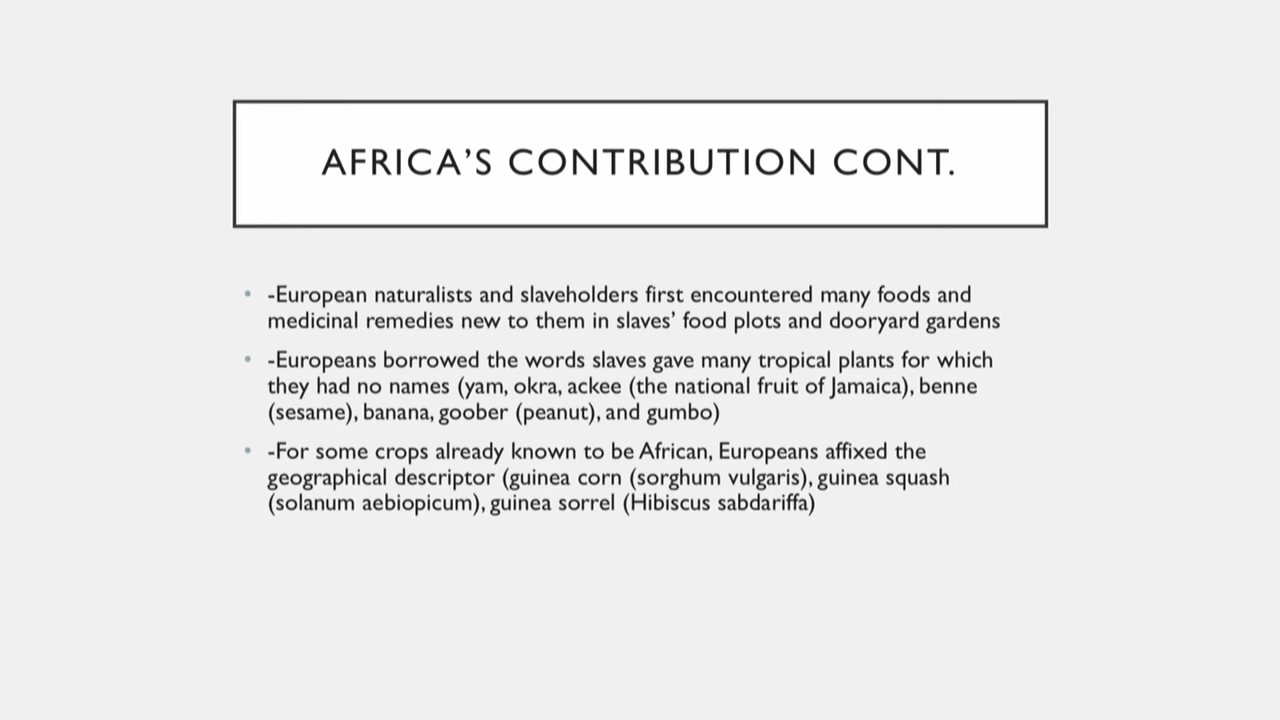 AFRICA'S CONTRIBUTION CONT.
• -European naturalists and slaveholders first encountered many foods and
medicinal remedies new to them in slaves' food plots and dooryard gardens
• -Europeans borrowed the words slaves gave many tropical plants for which
they had no names (yam, okra, ackee (the national fruit of Jamaica), benne
(sesame), banana, goober (peanut), and gumbo)
• -For some crops already known to be African, Europeans affixed the
geographical descriptor (guinea corn (sorghum vulgaris), guinea squash
(solanum aebiopicum), guinea sorrel (Hibiscus sabdariffa)